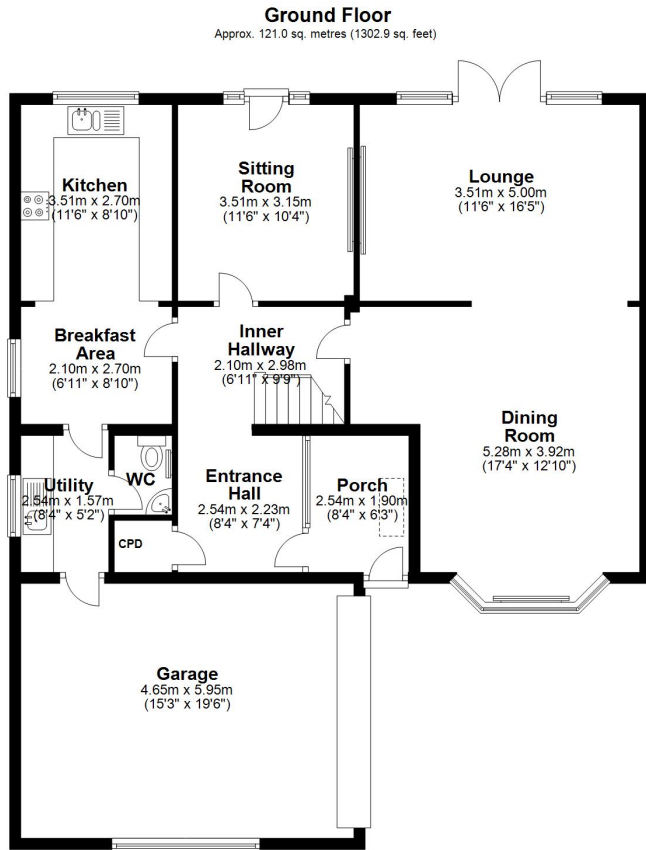 Ground Floor
Approx. 121.0 sq. metres (1302.9 sq. feet)
Kitchen
3.51m x 2.70m
(11'6" x 8'10")
Sitting
Room
3.51m x 3.15m
(11'6" x 10'4")
Lounge
3.51m x 5.00m
(11'6" x 16'5")
Breakfast
Area
2.10m x 2.70m
(6'11" x 8'10")
Inner
Hallway
2.10m x 2.98m
(6'11" x 9'9")
Dining
Room
5.28m x 3.92m
(17'4" x 12'10")
Utility
2.54m x 1.57m
(8'4" x 5'2")
WC
Entrance
Hall
2.54m x 2.23m
(8'4" x 7'4")
Porch
2.54m x 1.90m
(8'4" x 6'3")
CPD
Garage
4.65m x 5.95m
(15'3" x 19'6")